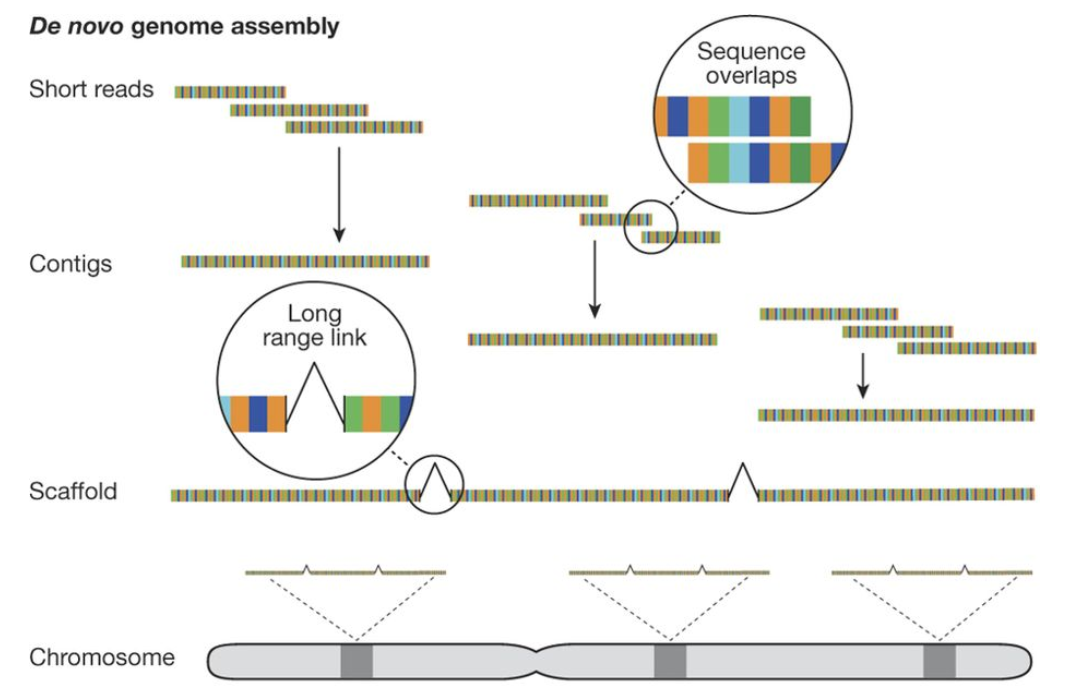 De novo genome assembly
Short reads
Sequence
overlaps
Contigs
Long
range link
Scaffold
Chromosome